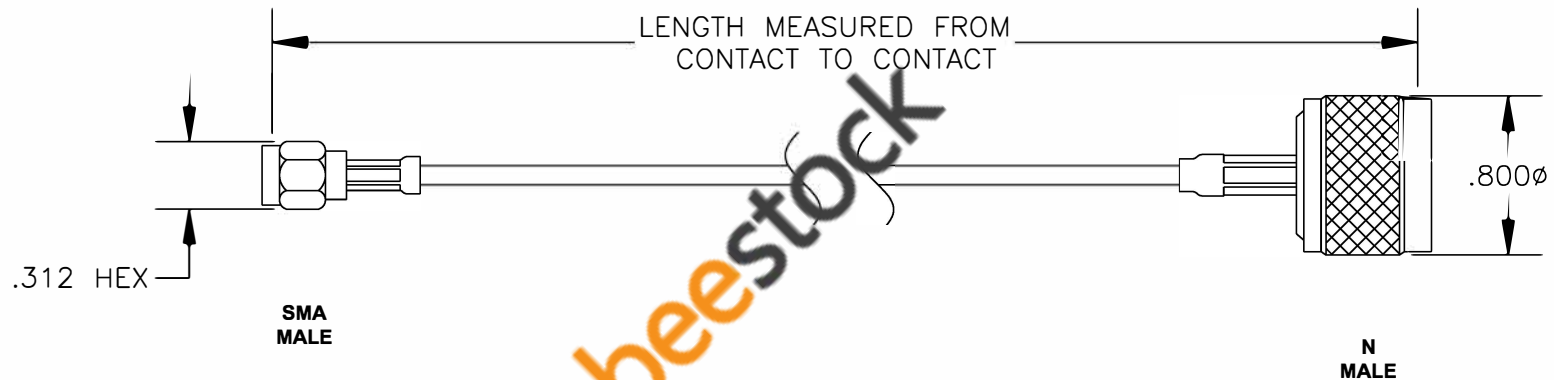 LENGTH MEASURED FROM
CONTACT TO CONTACT
.800ø
.312 HEX
SMA
MALE
N
MALE
beestock